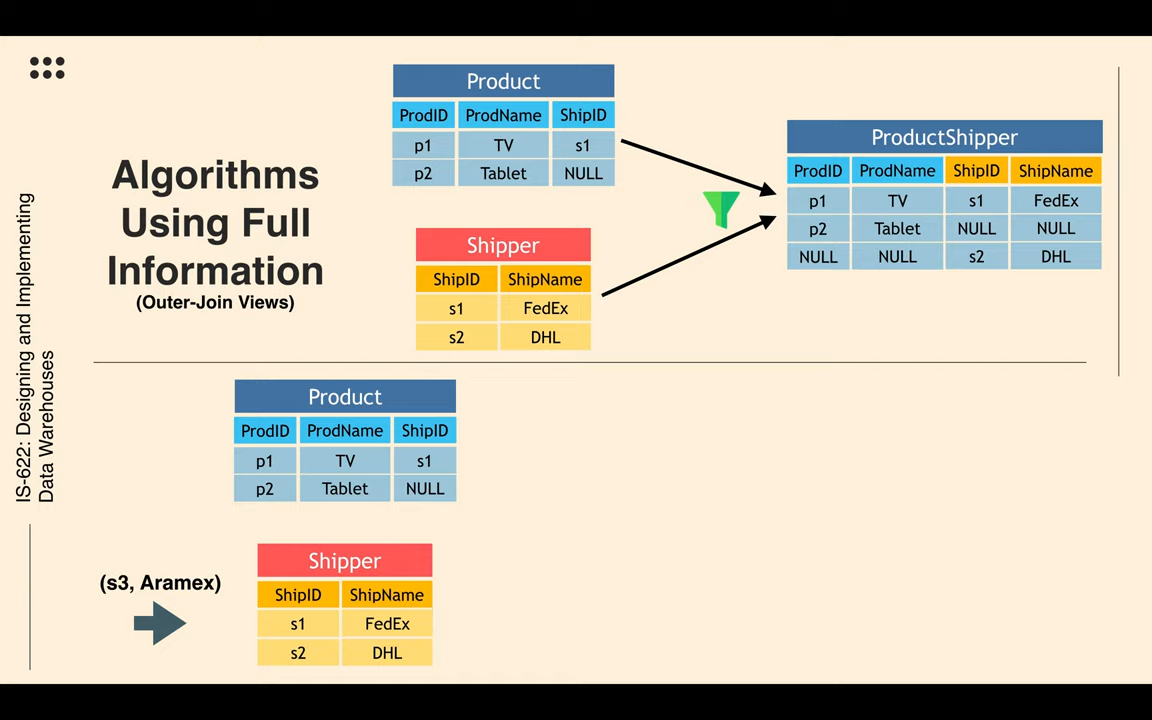 IS-622: Designing and Implementing
Data Warehouses
Algorithms
Using Full
Information
(Outer-Join Views)
Product
ProdID ProdName ShipID
p1 TV s1
p2 Tablet NULL
Shipper
ShipID ShipName
s1 FedEx
s2 DHL
ProductShipper
ProdID ProdName ShipID ShipName
p1 TV s1 FedEx
p2 Tablet NULL NULL
NULL NULL s2 DHL
Product
ProdID ProdName ShipID
p1 TV s1
p2 Tablet NULL
(s3, Aramex)
Shipper
ShipID ShipName
s1 FedEx
s2 DHL